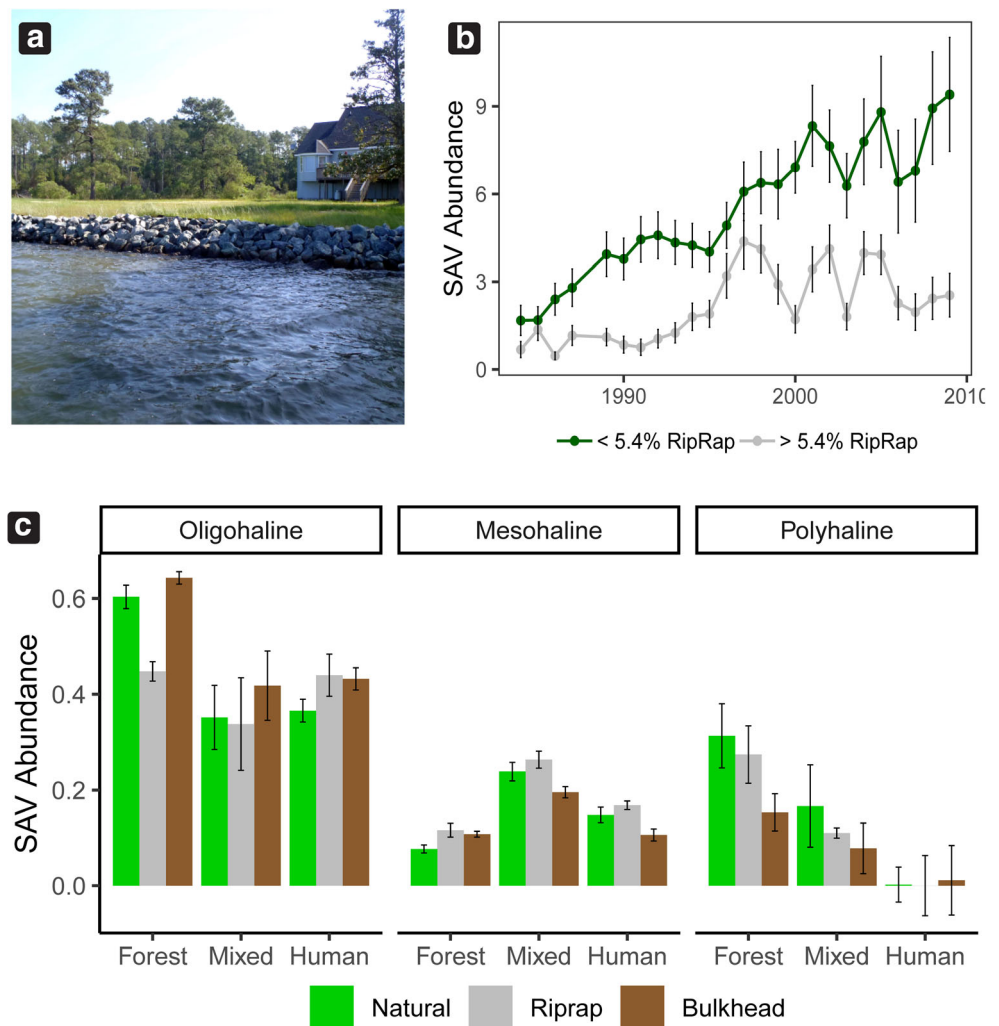 a
b
SAV Abundance
9
6
3
0
1990 2000 2010
< 5.4% RipRap > 5.4% RipRap
c
Oligohaline Mesohaline Polyhaline
SAV Abundance
0.6
0.4
0.2
0.0
Forest Mixed Human Forest Mixed Human Forest Mixed Human
Natural Riprap Bulkhead